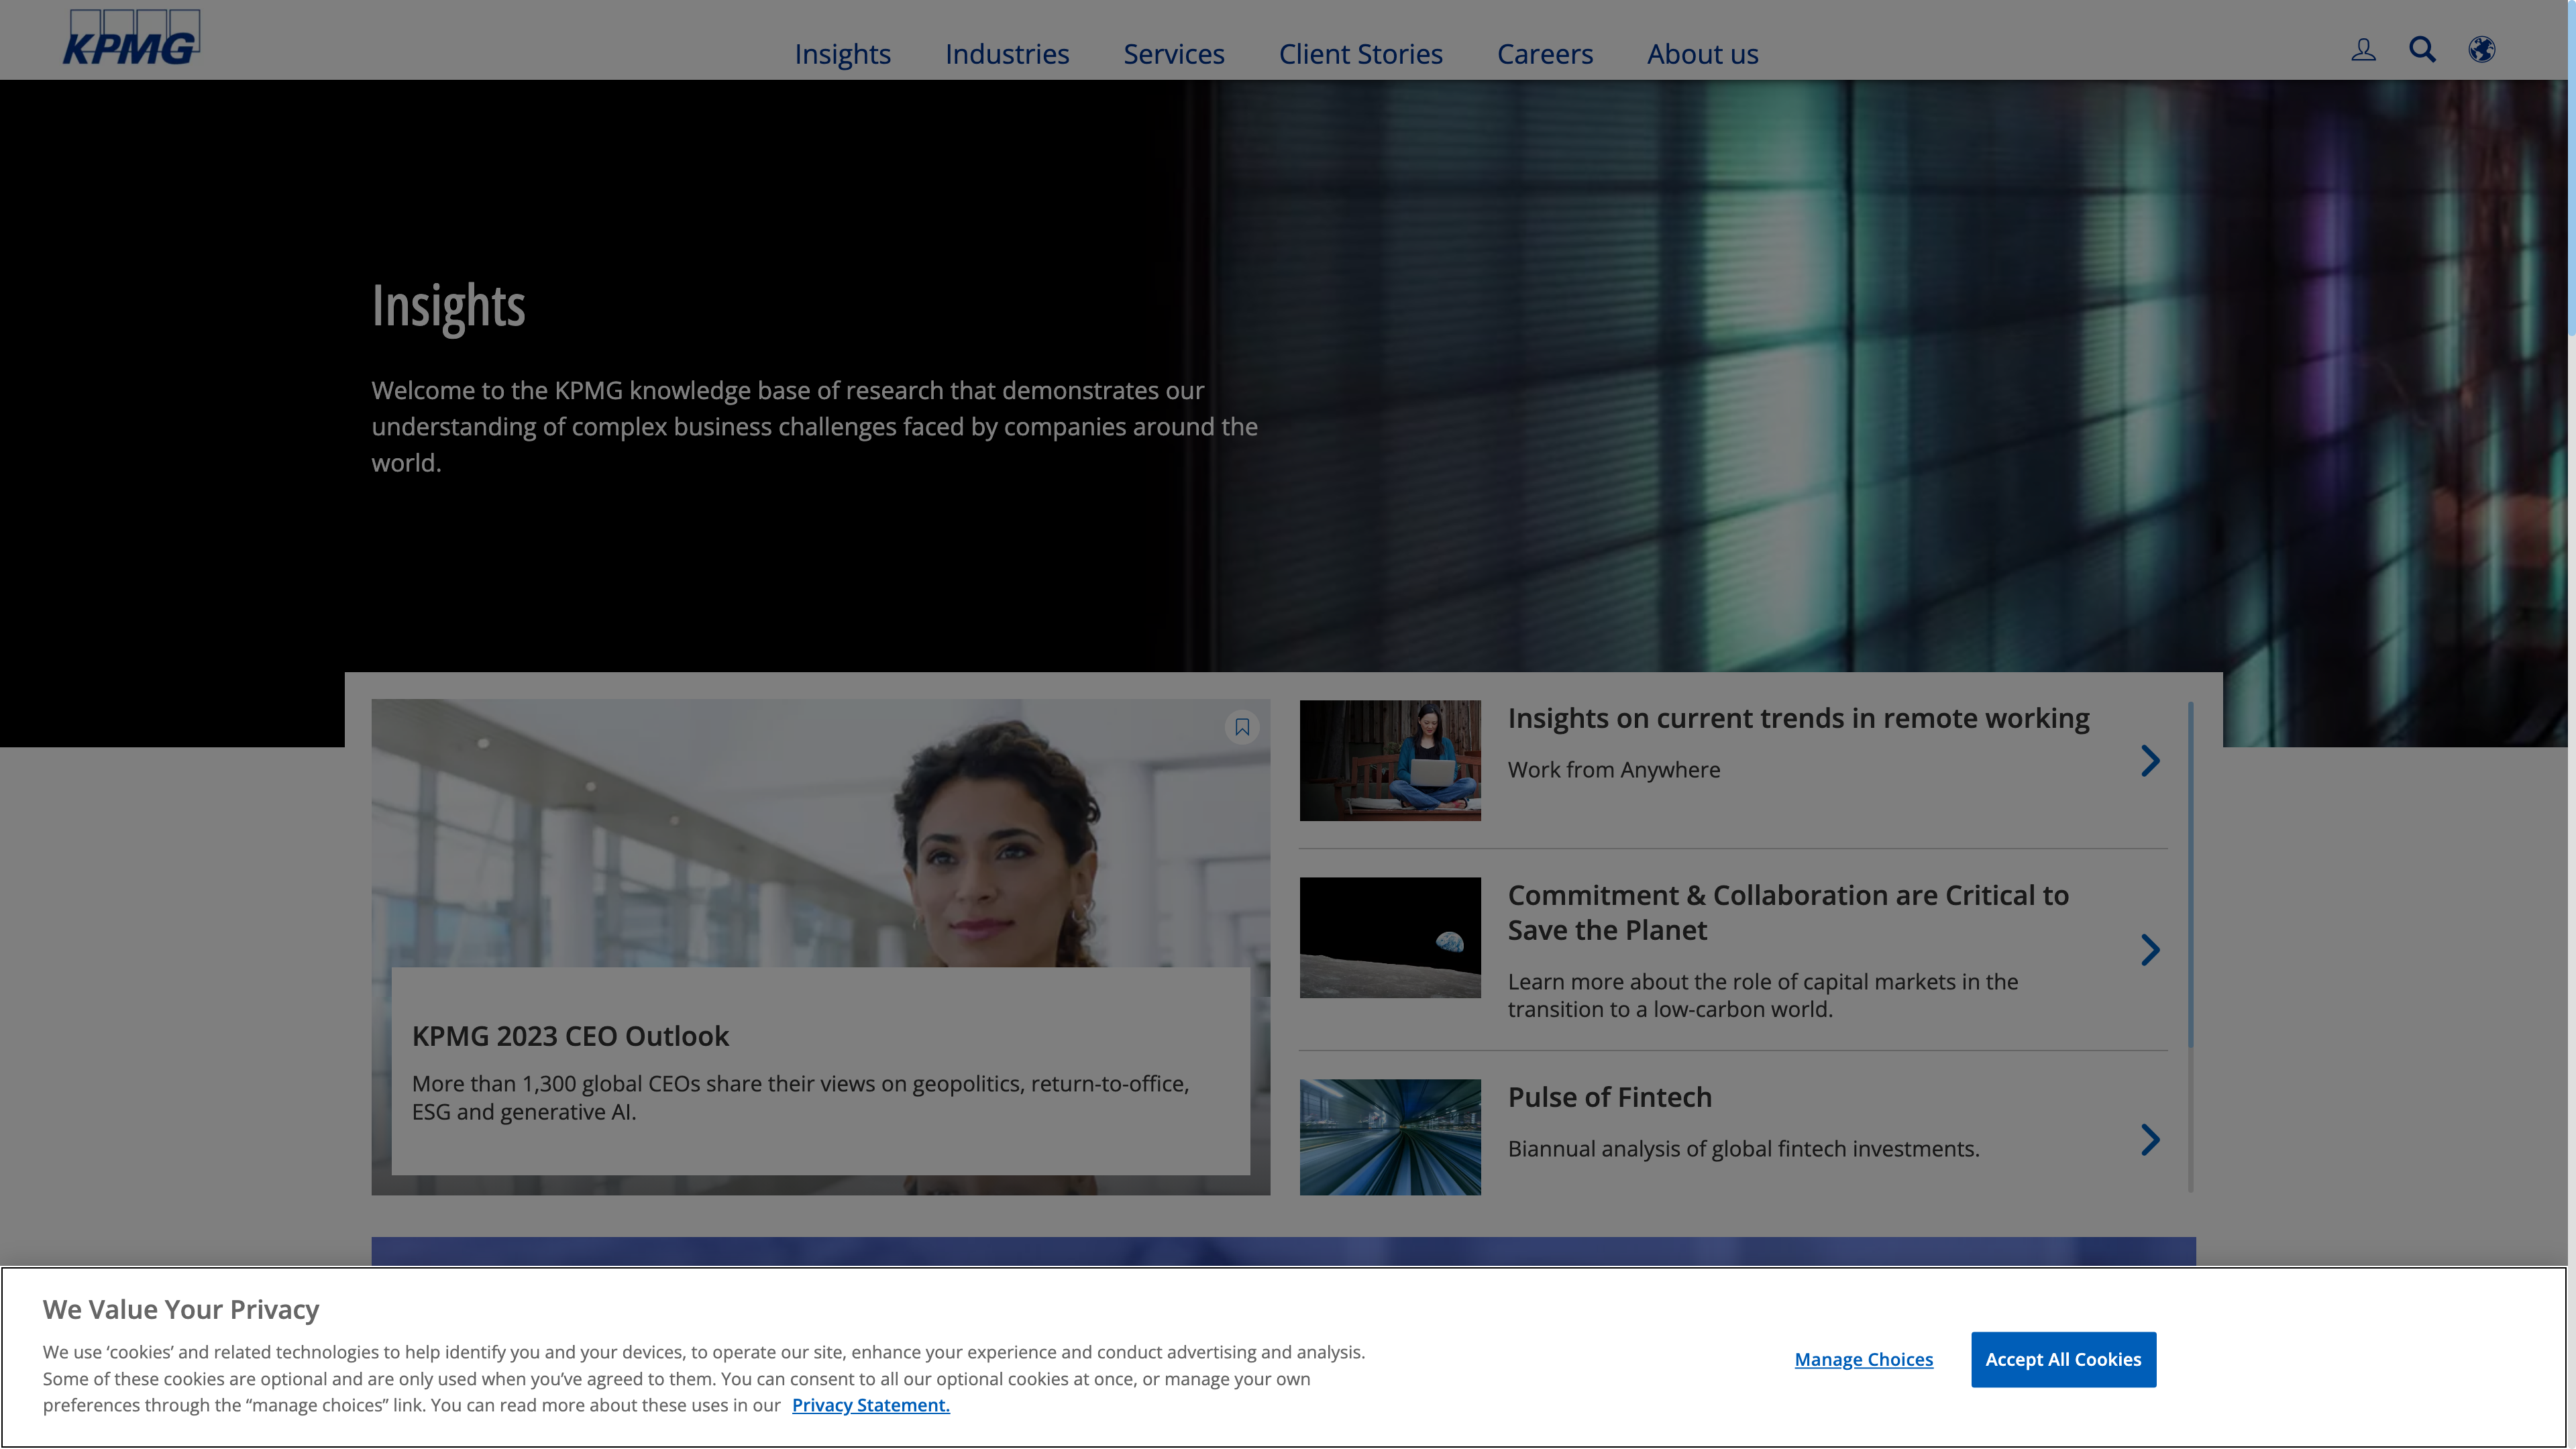 KPMG
Insights
Industries
Services
Client Stories
Careers
About us
Insights
Welcome to the KPMG knowledge base of research that demonstrates our
understanding of complex business challenges faced by companies around the
world.
KPMG 2023 CEO Outlook
More than 1,300 global CEOs share their views on geopolitics, return-to-office,
ESG and generative AI.
Insights on current trends in remote working
Work from Anywhere
Commitment & Collaboration are Critical to
Save the Planet
Learn more about the role of capital markets in the
transition to a low-carbon world.
Pulse of Fintech
Biannual analysis of global fintech investments.
We Value Your Privacy
We use ‘cookies’ and related technologies to help identify you and your devices, to operate our site, enhance your experience and conduct advertising and analysis.
Some of these cookies are optional and are only used when you’ve agreed to them. You can consent to all our optional cookies at once, or manage your own
preferences through the “manage choices” link. You can read more about these uses in our Privacy Statement.
Manage Choices
Accept All Cookies